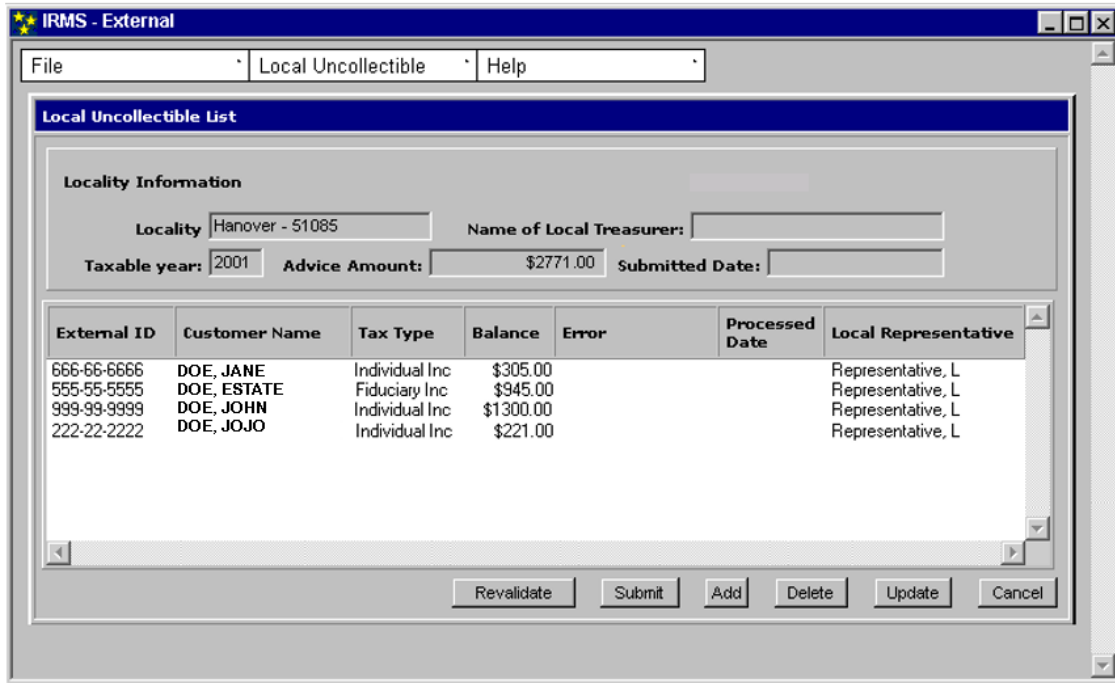 IRMS - External
File Local Uncollectible Help
Local Uncollectible List
Locality Information
Locality Hanover - 51085 Name of Local Treasurer:
Taxable year: 2001 Advice Amount: $2771.00 Submitted Date:
External ID Customer Name Tax Type Balance Error Processed Date Local Representative
666-66-6666 DOE, JANE Individual Inc $305.00 Representative, L
555-55-5555 DOE, ESTATE Fiduciary Inc $945.00 Representative, L
999-99-9999 DOE, JOHN Individual Inc $1300.00 Representative, L
222-22-2222 DOE, JOJO Individual Inc $221.00 Representative, L
Revalidate Submit Add Delete Update Cancel